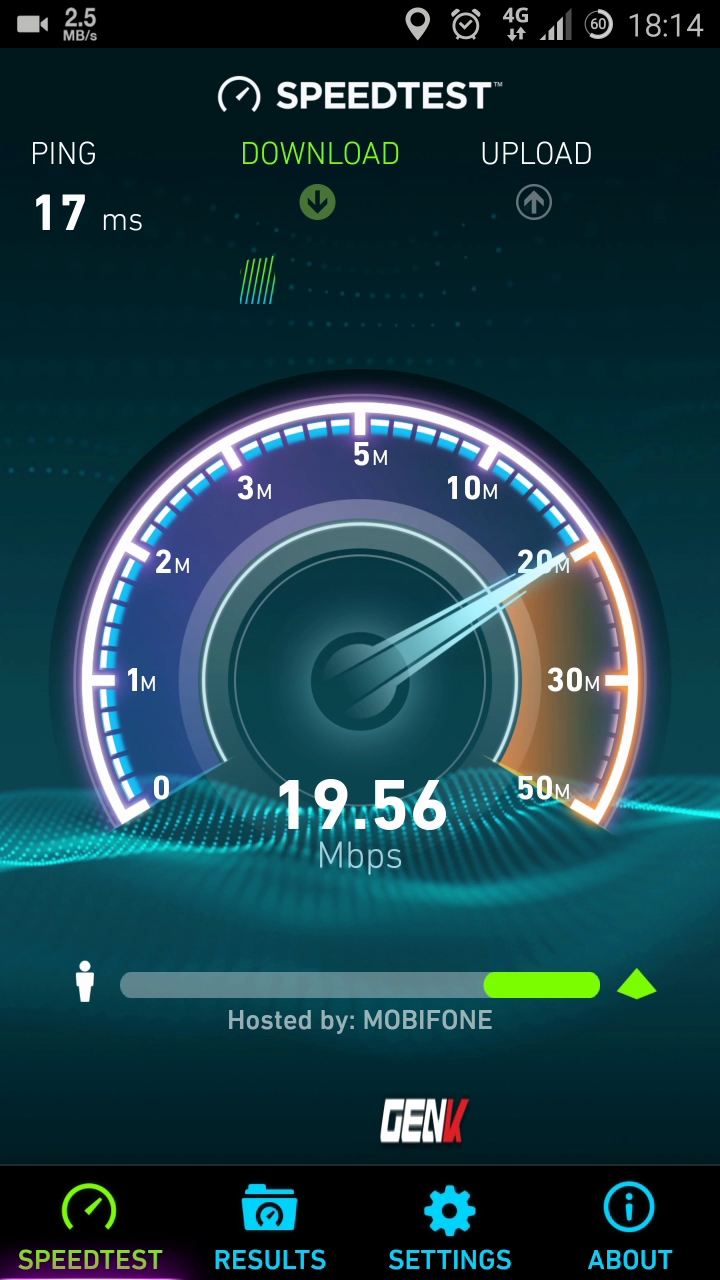 2.5
MB/s
4G
60
18:14
SPEEDTEST™
PING DOWNLOAD UPLOAD
17 ms
5M
3M 10M
2M 20M
1M 30M
0 50M
19.56
Mbps
Hosted by: MOBIFONE
GENK
SPEEDTEST RESULTS SETTINGS ABOUT